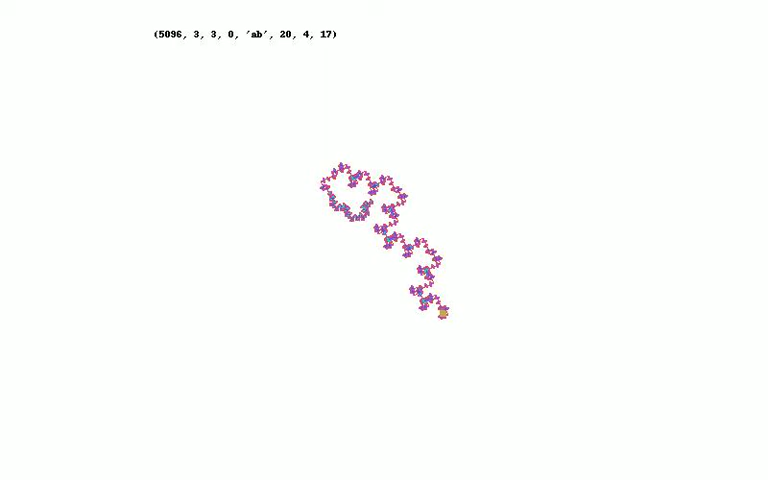 (5096, 3, 3, 0, 'ab', 20, 4, 17)